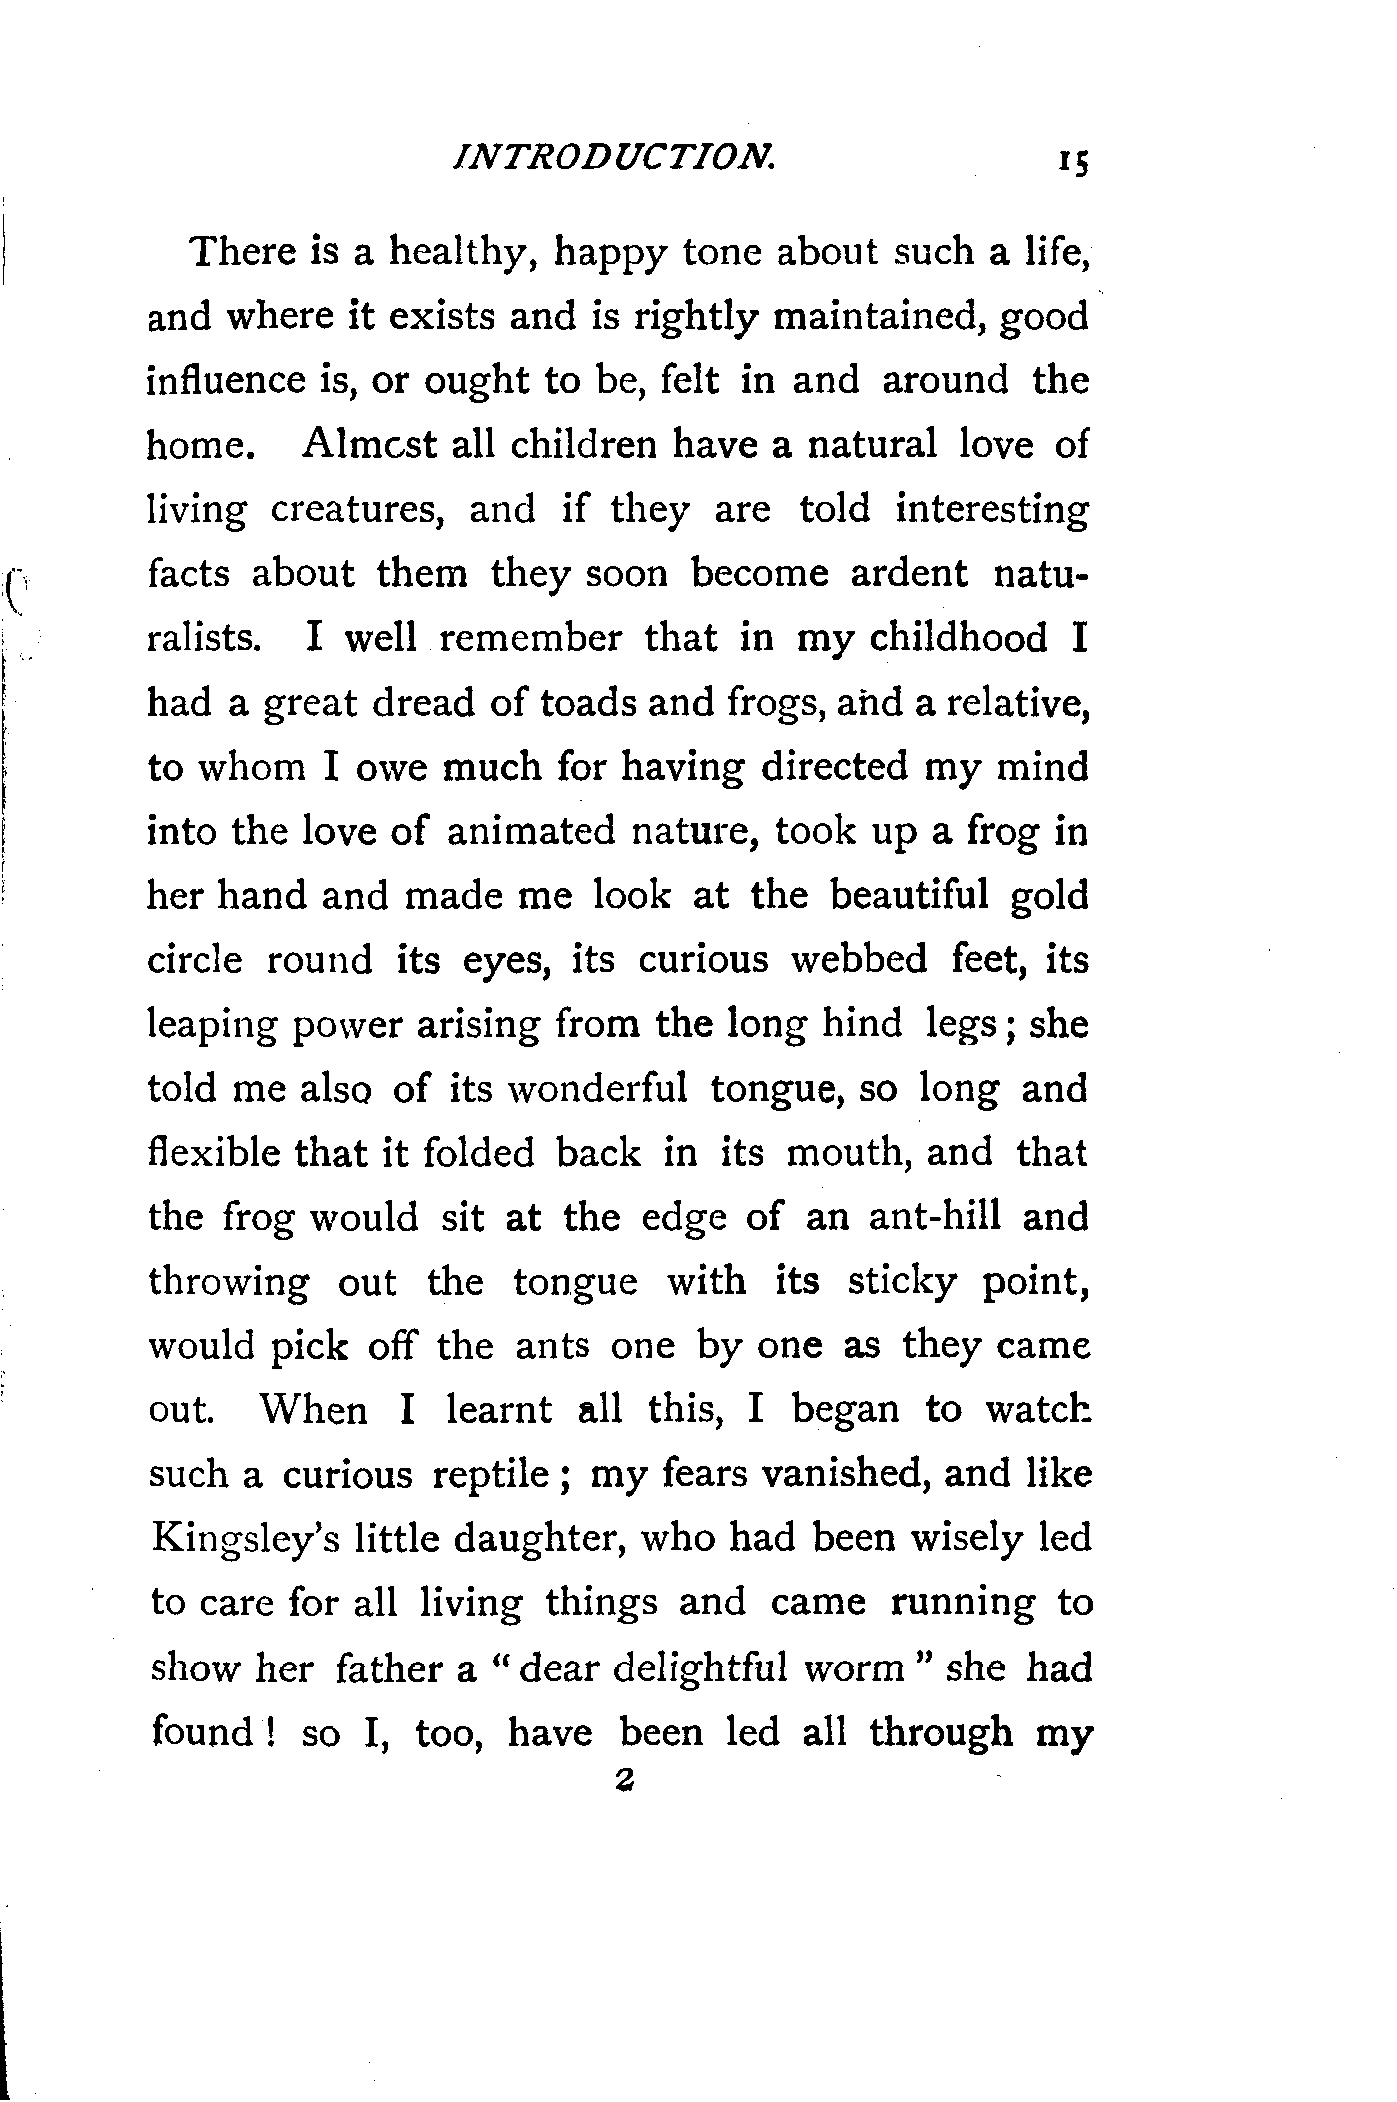 INTRODUCTION. 15
There is a healthy, happy tone about such a life,
and where it exists and is rightly maintained, good
influence is, or ought to be, felt in and around the
home. Almost all children have a natural love of
living creatures, and if they are told interesting
facts about them they soon become ardent natu-
ralists. I well remember that in my childhood I
had a great dread of toads and frogs, and a relative,
to whom I owe much for having directed my mind
into the love of animated nature, took up a frog in
her hand and made me look at the beautiful gold
circle round its eyes, its curious webbed feet, its
leaping power arising from the long hind legs; she
told me also of its wonderful tongue, so long and
flexible that it folded back in its mouth, and that
the frog would sit at the edge of an ant-hill and
throwing out the tongue with its sticky point,
would pick off the ants one by one as they came
out. When I learnt all this, I began to watch
such a curious reptile; my fears vanished, and like
Kingsley's little daughter, who had been wisely led
to care for all living things and came running to
show her father a "dear delightful worm" she had
found! so I, too, have been led all through my
2